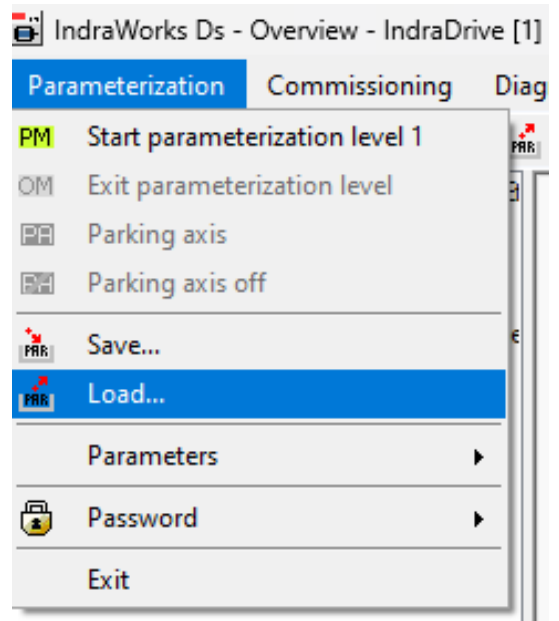 IndraWorks Ds - Overview - IndraDrive [1]
Parameterization Commissioning Diag
PM Start parameterization level 1
OM Exit parameterization level
PA Parking axis
PA Parking axis off
PAR Save...
PAR Load...
Parameters
Password
Exit
PAR